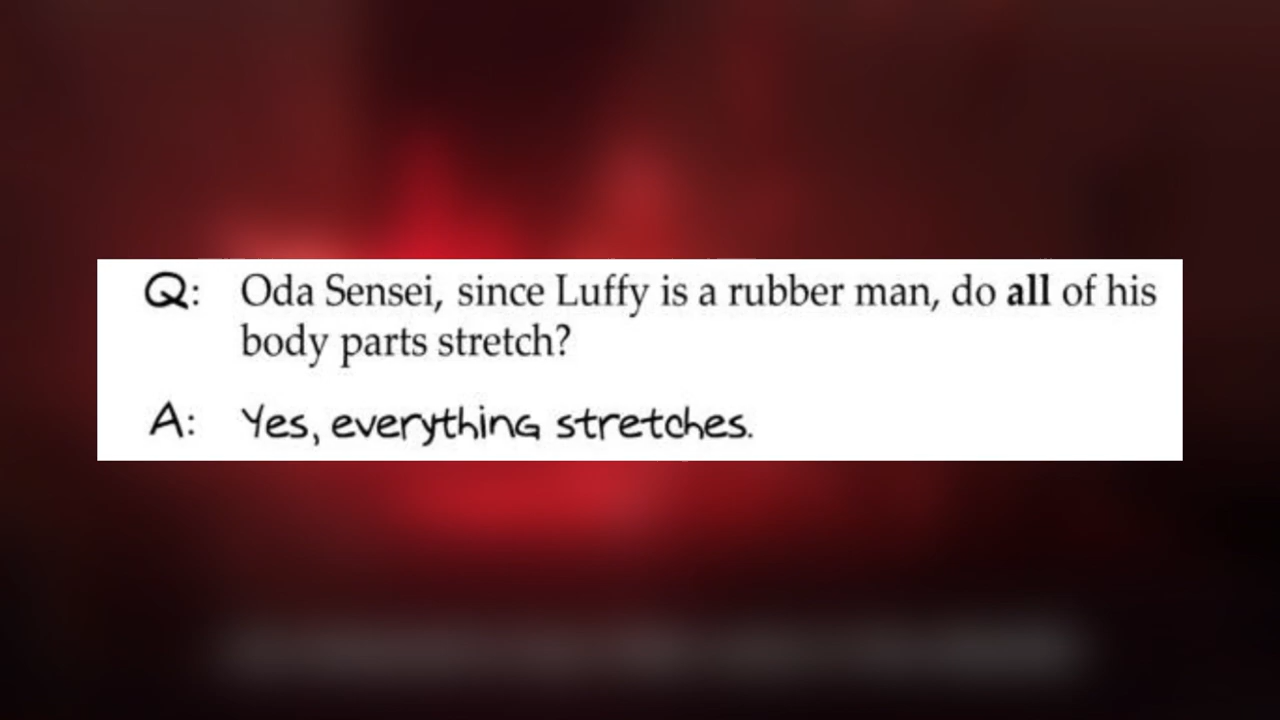 Q: Oda Sensei, since Luffy is a rubber man, do all of his
body parts stretch?
A: Yes, everything stretches.